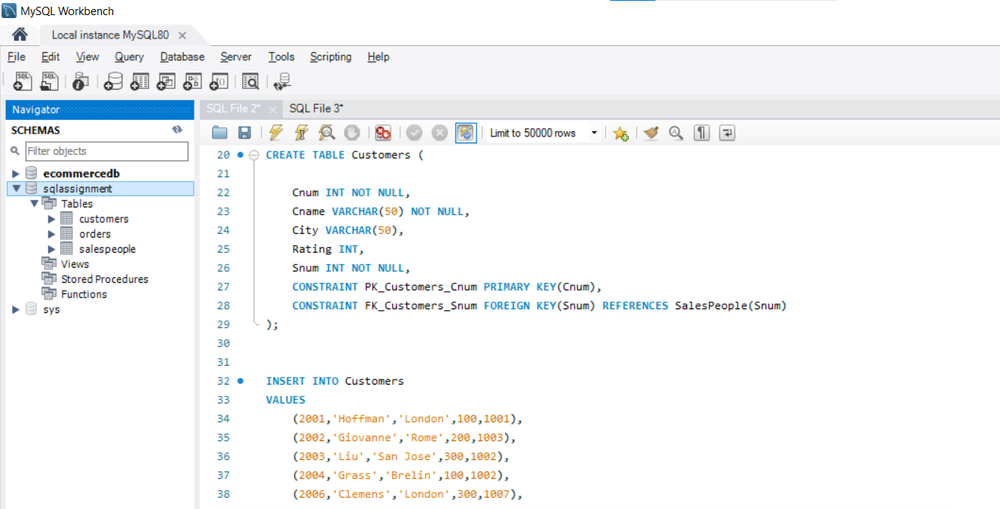 MySQL Workbench
Local instance MySQL80
File Edit View Query Database Server Tools Scripting Help
Navigator
SCHEMAS
Filter objects
ecommercedb
sqlassignment
Tables
customers
orders
salespeople
Views
Stored Procedures
Functions
sys
SQL File 2* SQL File 3*
Limit to 50000 rows
20 CREATE TABLE Customers (
21
22 Cnum INT NOT NULL,
23 Cname VARCHAR(50) NOT NULL,
24 City VARCHAR(50),
25 Rating INT,
26 Snum INT NOT NULL,
27 CONSTRAINT PK_Customers_Cnum PRIMARY KEY(Cnum),
28 CONSTRAINT FK_Customers_Snum FOREIGN KEY(Snum) REFERENCES SalesPeople(Snum)
29 );
30
31
32 INSERT INTO Customers
33 VALUES
34 (2001,'Hoffman','London',100,1001),
35 (2002,'Giovanne','Rome',200,1003),
36 (2003,'Liu','San Jose',300,1002),
37 (2004,'Grass','Brelin',100,1002),
38 (2006,'Clemens','London',300,1007),